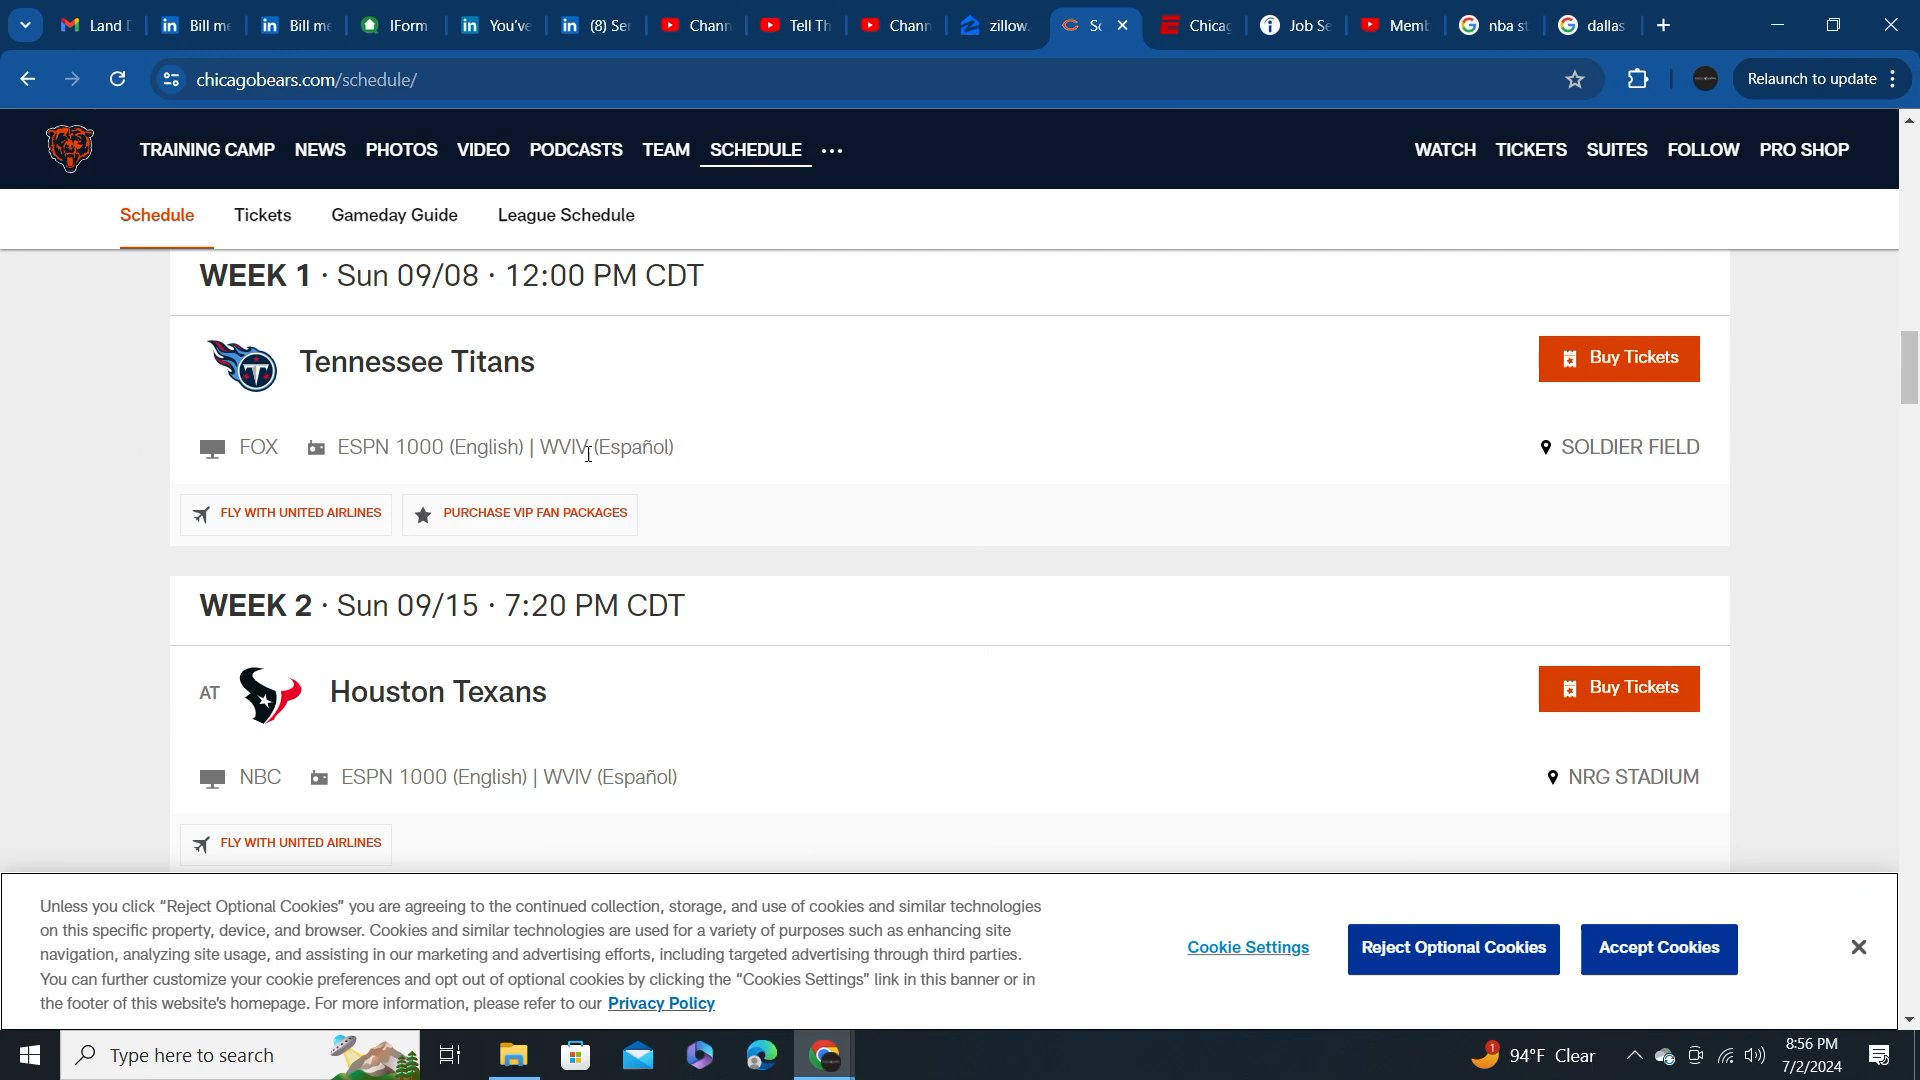 Land D
Bill me
Bill me
IForm
You've
(8) Ser
Chann
Tell Th
Chann
zillow.
Sc
Chicag
Job Se
Memb
nba st
dallas
chicagobears.com/schedule/
Relaunch to update
TRAINING CAMP NEWS PHOTOS VIDEO PODCASTS TEAM SCHEDULE ... WATCH TICKETS SUITES FOLLOW PRO SHOP
Schedule Tickets Gameday Guide League Schedule
WEEK 1 · Sun 09/08 · 12:00 PM CDT
Tennessee Titans
Buy Tickets
FOX ESPN 1000 (English) | WVIV (Español)
SOLDIER FIELD
FLY WITH UNITED AIRLINES PURCHASE VIP FAN PACKAGES
WEEK 2 · Sun 09/15 · 7:20 PM CDT
AT Houston Texans
Buy Tickets
NBC ESPN 1000 (English) | WVIV (Español)
NRG STADIUM
FLY WITH UNITED AIRLINES
Unless you click “Reject Optional Cookies” you are agreeing to the continued collection, storage, and use of cookies and similar technologies
on this specific property, device, and browser. Cookies and similar technologies are used for a variety of purposes such as enhancing site
navigation, analyzing site usage, and assisting in our marketing and advertising efforts, including targeted advertising through third parties.
You can further customize your cookie preferences and opt out of optional cookies by clicking the “Cookies Settings” link in this banner or in
the footer of this website's homepage. For more information, please refer to our Privacy Policy
Cookie Settings
Reject Optional Cookies
Accept Cookies
Type here to search
94°F Clear
8:56 PM
7/2/2024